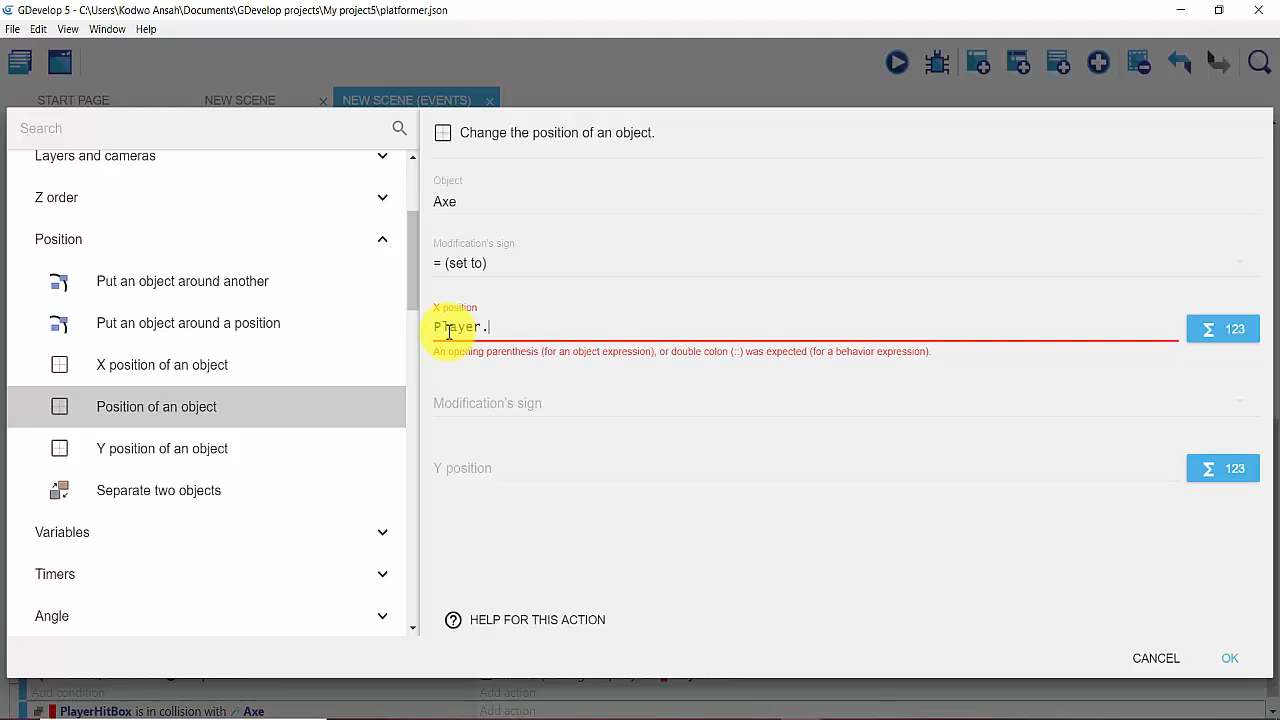 GDevelop 5 - C:\Users\Kodwo Ansah\Documents\GDevelop projects\My project5\platformer.json
File Edit View Window Help
START PAGE NEW SCENE NEW SCENE (EVENTS)
Search
Layers and cameras
Z order
Position
Put an object around another
Put an object around a position
X position of an object
Position of an object
Y position of an object
Separate two objects
Variables
Timers
Angle
Change the position of an object.
Object
Axe
Modification's sign
= (set to)
X position
Player.
Σ 123
An opening parenthesis (for an object expression), or double colon (::) was expected (for a behavior expression).
Modification's sign
Y position
Σ 123
HELP FOR THIS ACTION
CANCEL OK
Add condition Add action
PlayerHitBox is in collision with Axe Add action